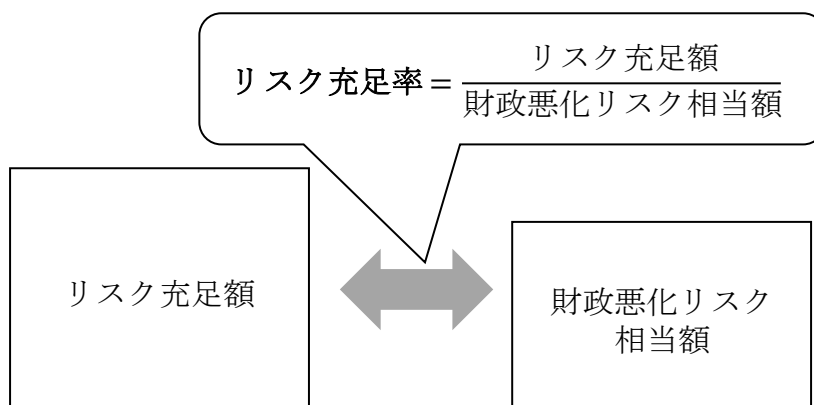 リスク充足率 = リスク充足額
財政悪化リスク相当額
リスク充足額
財政悪化リスク
相当額